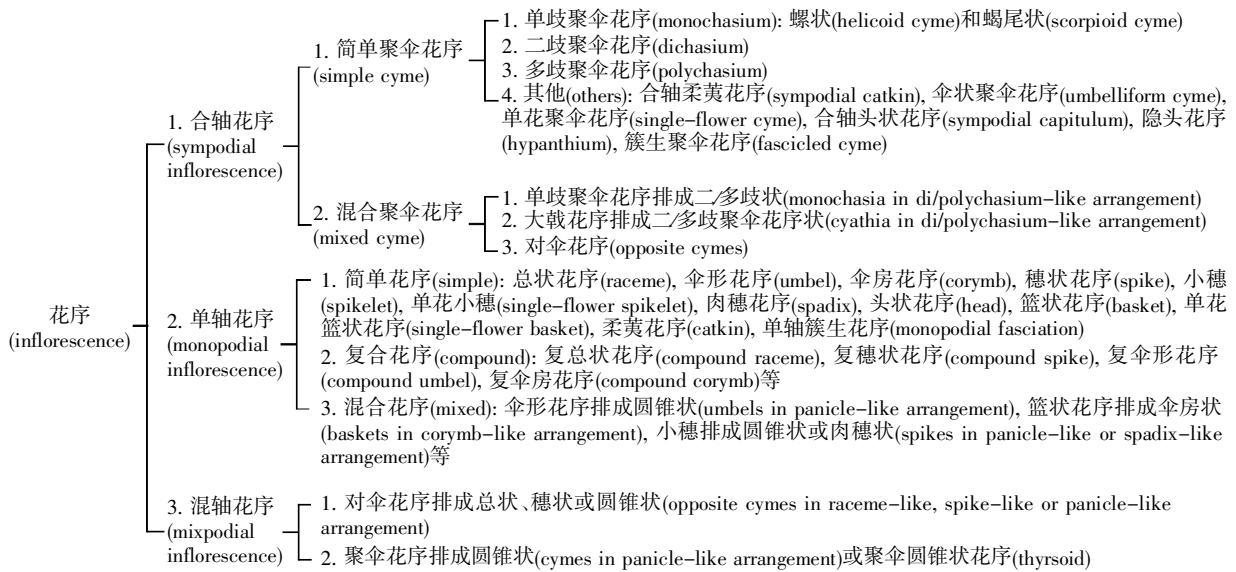 花序
(inflorescence)
1. 合轴花序
(sympodial
inflorescence)
1. 简单聚伞花序
(simple cyme)
1. 单歧聚伞花序(monochasium): 螺状(helicoid cyme)和蝎尾状(scorpioid cyme)
2. 二歧聚伞花序(dichasium)
3. 多歧聚伞花序(polychasium)
4. 其他(others): 合轴柔荑花序(sympodial catkin), 伞状聚伞花序(umbelliform cyme),
单花聚伞花序(single-flower cyme), 合轴头状花序(sympodial capitulum), 隐头花序
(hypanthium), 簇生聚伞花序(fascicled cyme)
2. 混合聚伞花序
(mixed cyme)
1. 单歧聚伞花序排成二/多歧状(monochasia in di/polychasium-like arrangement)
2. 大戟花序排成二/多歧聚伞花序状(cyathia in di/polychasium-like arrangement)
3. 对伞花序(opposite cymes)
2. 单轴花序
(monopodial
inflorescence)
1. 简单花序(simple): 总状花序(raceme), 伞形花序(umbel), 伞房花序(corymb), 穗状花序(spike), 小穗
(spikelet), 单花小穗(single-flower spikelet), 肉穗花序(spadix), 头状花序(head), 篮状花序(basket), 单花
篮状花序(single-flower basket), 柔荑花序(catkin), 单轴簇生花序(monopodial fasciation)
2. 复合花序(compound): 复总状花序(compound raceme), 复穗状花序(compound spike), 复伞形花序
(compound umbel), 复伞房花序(compound corymb)等
3. 混合花序(mixed): 伞形花序排成圆锥状(umbels in panicle-like arrangement), 篮状花序排成伞房状
(baskets in corymb-like arrangement), 小穗排成圆锥状或肉穗状(spikes in panicle-like or spadix-like
arrangement)等
3. 混轴花序
(mixpodial
inflorescence)
1. 对伞花序排成总状、穗状或圆锥状(opposite cymes in raceme-like, spike-like or panicle-like
arrangement)
2. 聚伞花序排成圆锥状(cymes in panicle-like arrangement)或聚伞圆锥状花序(thyrsoid)